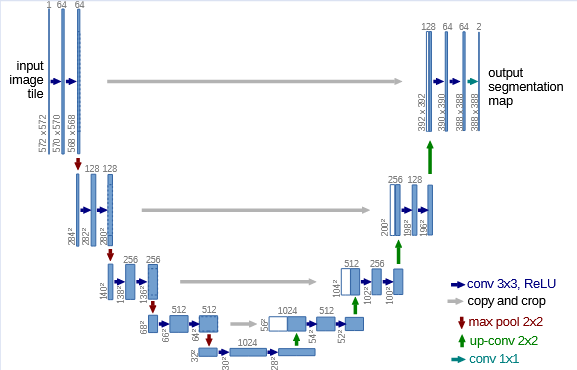 1 64 64
128 64 64 2
input
image
tile
output
segmentation
map
572 x 572
570 x 570
568 x 568
392 x 392
390 x 390
388 x 388
388 x 388
128 128
256 128
284²
282²
280²
200²
198²
196²
256 256
512 256
140²
138²
136²
104²
102²
100²
512 512
1024 512
68²
66²
64²
56²
54²
52²
1024
32²
30²
28²
conv 3x3, ReLU
copy and crop
max pool 2x2
up-conv 2x2
conv 1x1